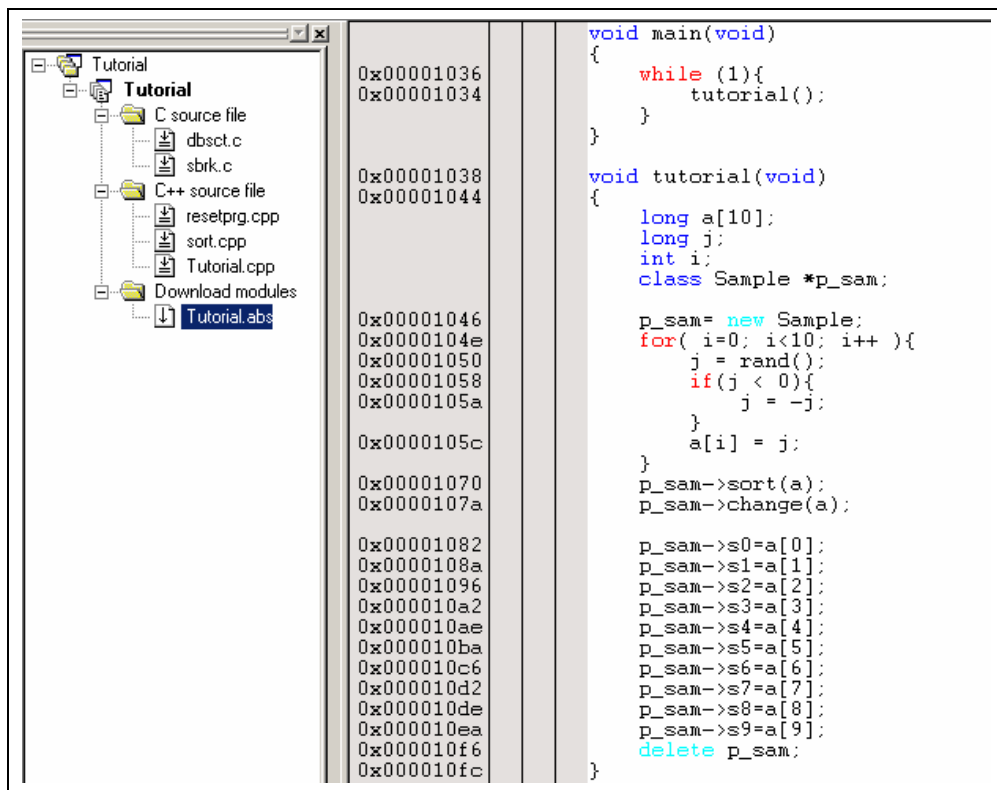 Tutorial
Tutorial
C source file
dbsct.c
sbrk.c
C++ source file
resetprg.cpp
sort.cpp
Tutorial.cpp
Download modules
Tutorial.abs
void main(void)
{
0x00001036 while (1){
0x00001034 tutorial();
}
}
0x00001038 void tutorial(void)
0x00001044 {
long a[10];
long j;
int i;
class Sample *p_sam;
0x00001046 p_sam= new Sample;
0x0000104e for( i=0; i<10; i++ ){
0x00001050 j = rand();
0x00001058 if(j < 0){
0x0000105a j = -j;
}
0x0000105c a[i] = j;
}
0x00001070 p_sam->sort(a);
0x0000107a p_sam->change(a);
0x00001082 p_sam->s0=a[0];
0x0000108a p_sam->s1=a[1];
0x00001096 p_sam->s2=a[2];
0x000010a2 p_sam->s3=a[3];
0x000010ae p_sam->s4=a[4];
0x000010ba p_sam->s5=a[5];
0x000010c6 p_sam->s6=a[6];
0x000010d2 p_sam->s7=a[7];
0x000010de p_sam->s8=a[8];
0x000010ea p_sam->s9=a[9];
0x000010f6 delete p_sam;
0x000010fc }